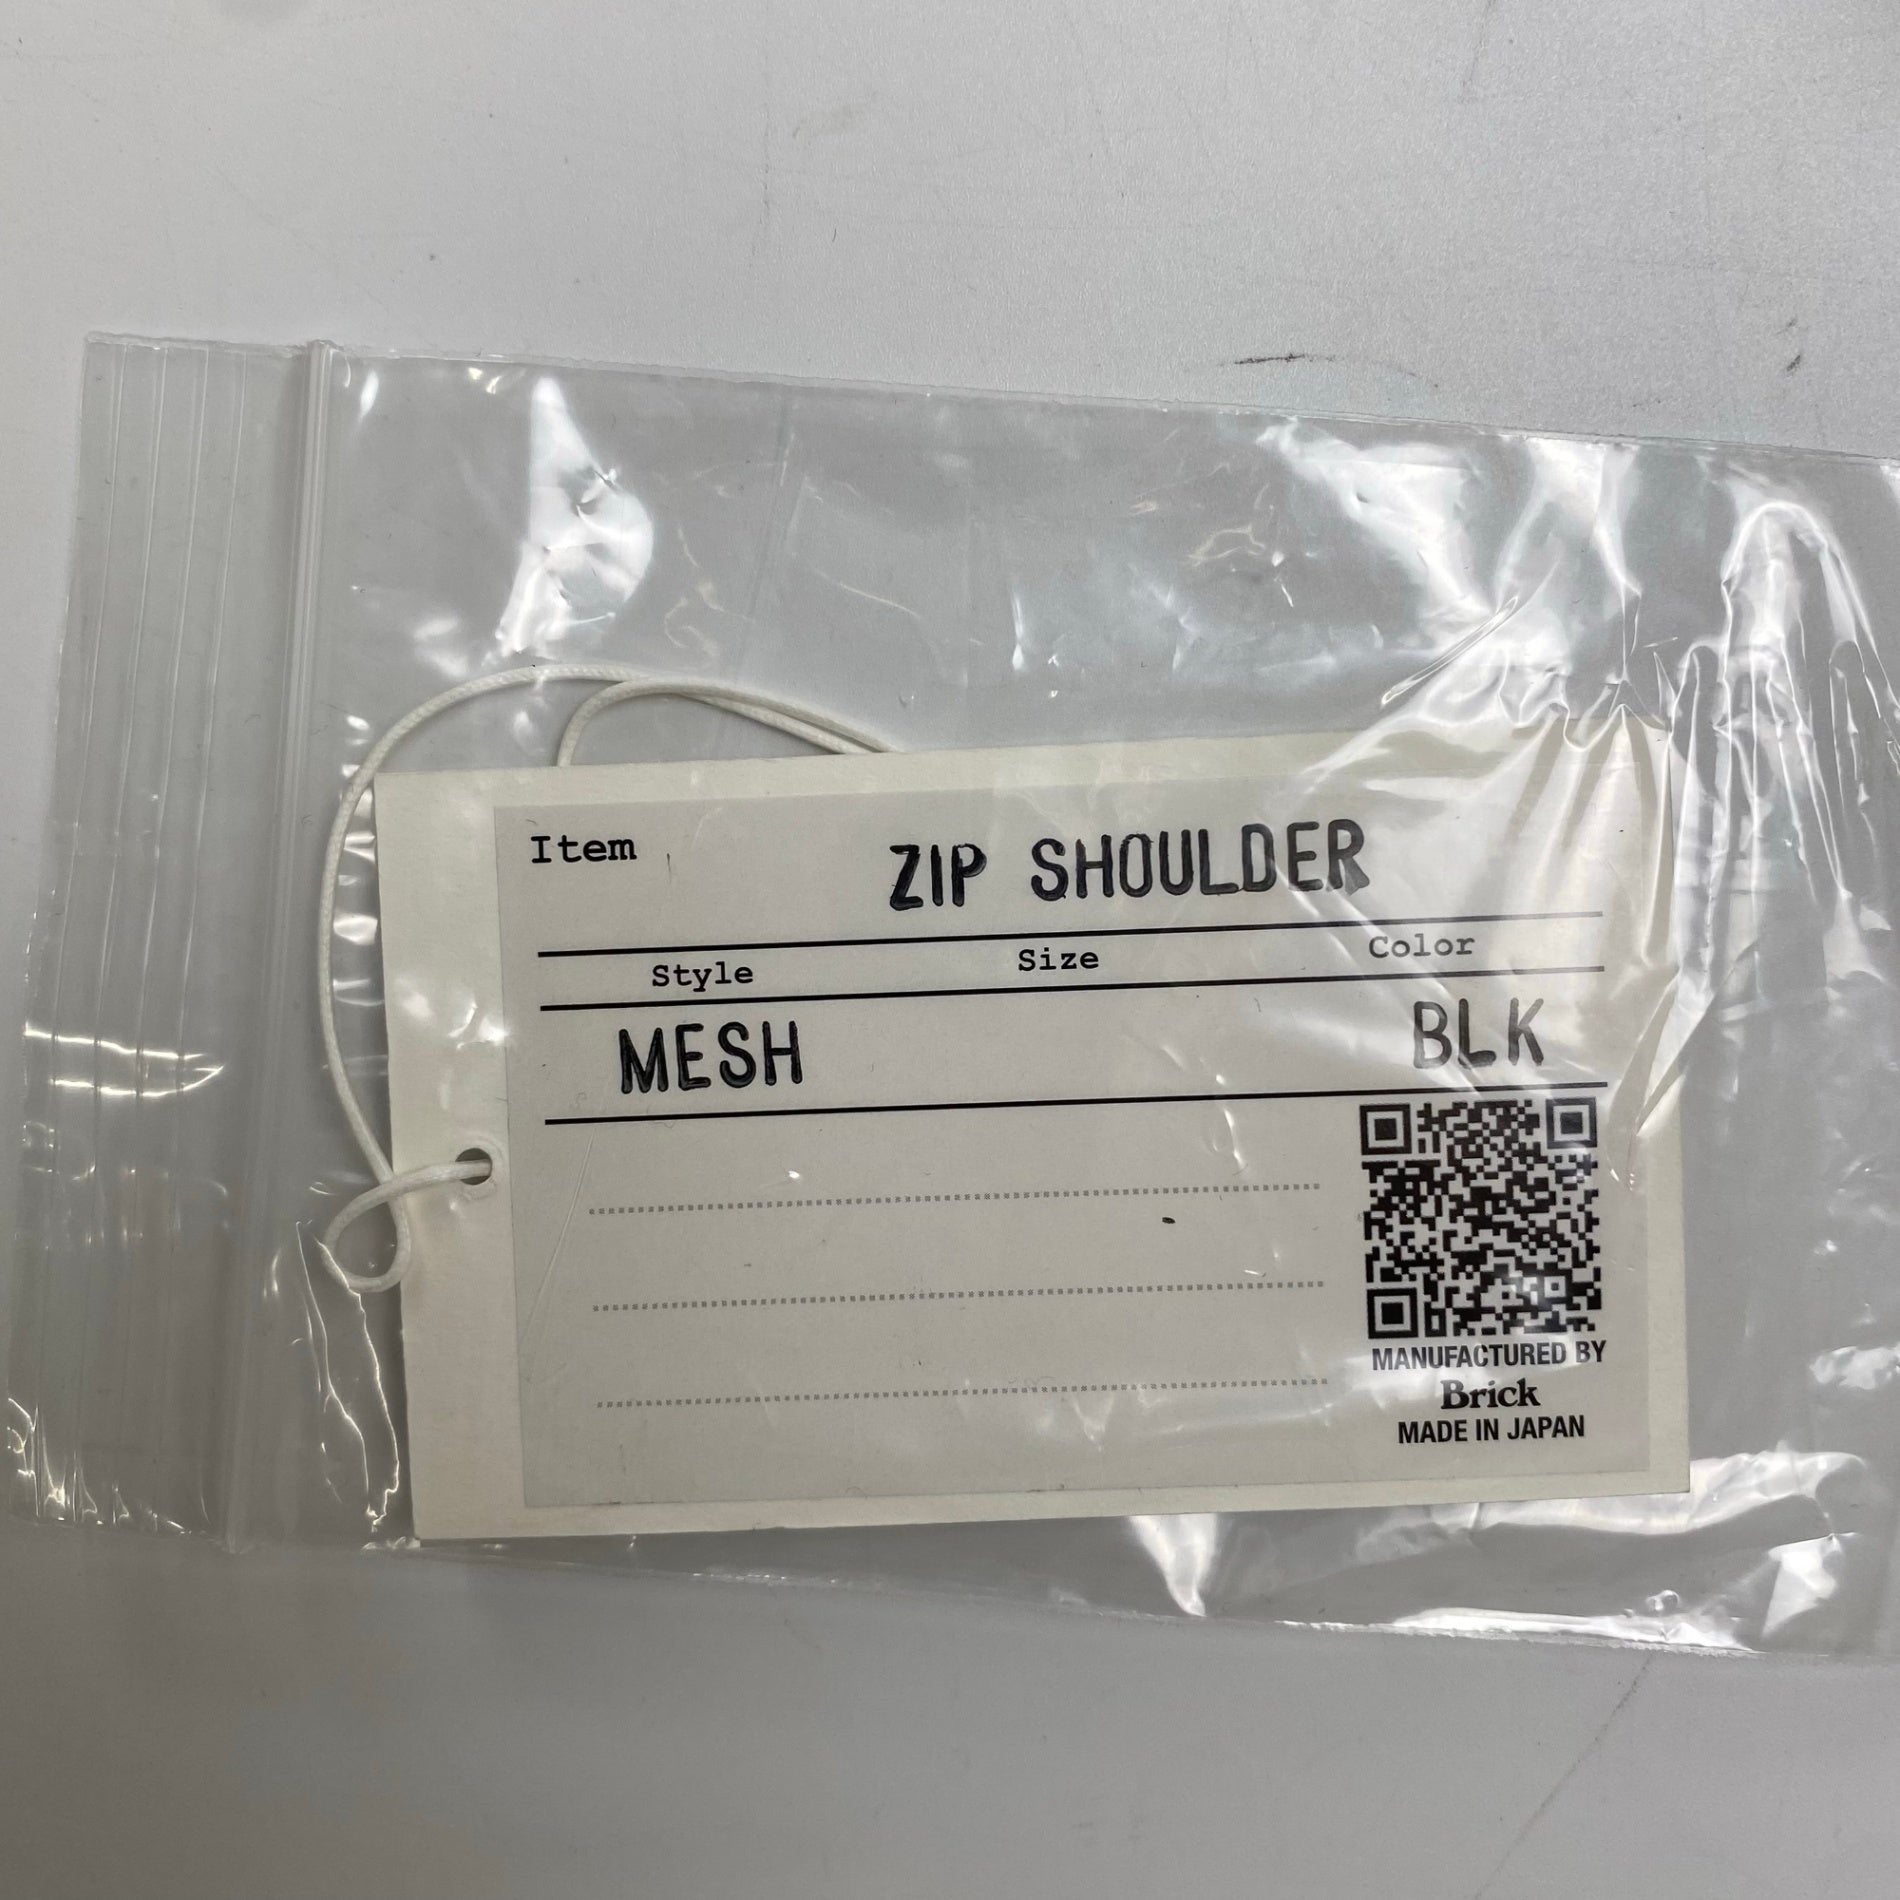 Item ZIP SHOULDER
Style Size Color
MESH BLK
MANUFACTURED BY
Brick
MADE IN JAPAN